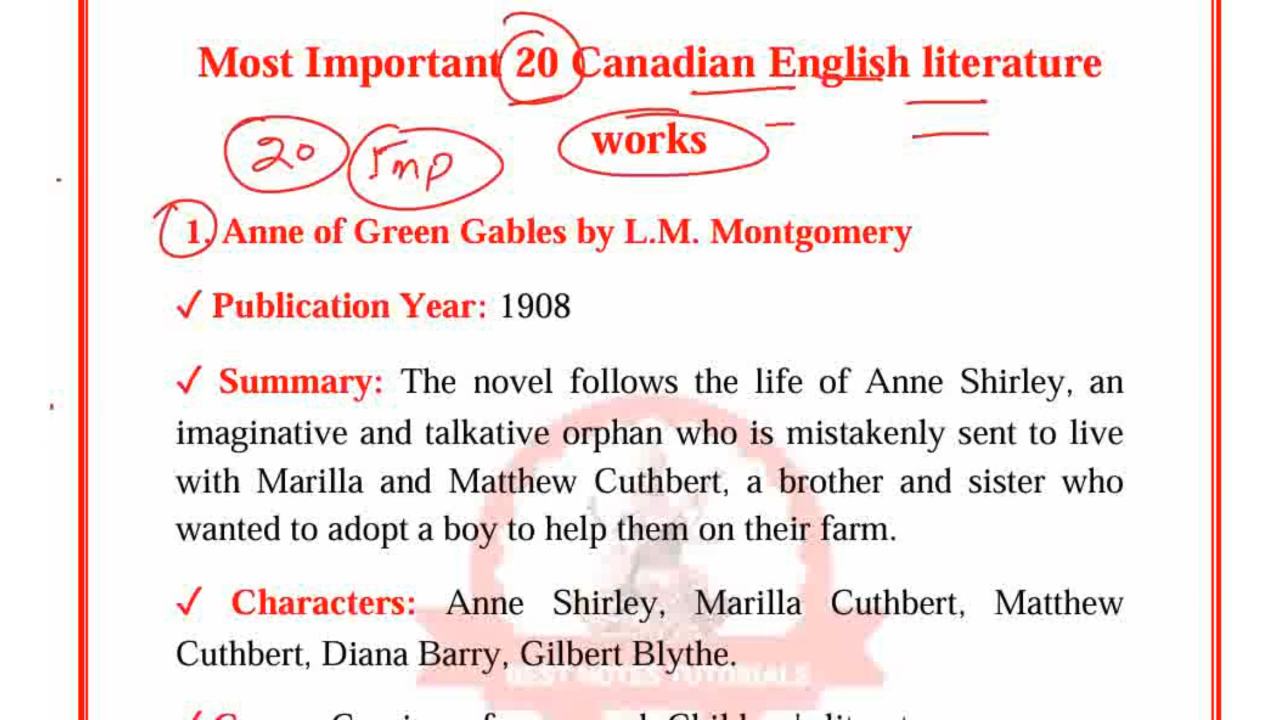 Most Important 20 Canadian English literature
works
20 Imp
1. Anne of Green Gables by L.M. Montgomery
✓ Publication Year: 1908
✓ Summary: The novel follows the life of Anne Shirley, an
imaginative and talkative orphan who is mistakenly sent to live
with Marilla and Matthew Cuthbert, a brother and sister who
wanted to adopt a boy to help them on their farm.
✓ Characters: Anne Shirley, Marilla Cuthbert, Matthew
Cuthbert, Diana Barry, Gilbert Blythe.
BEST NOTES TUTORIALS